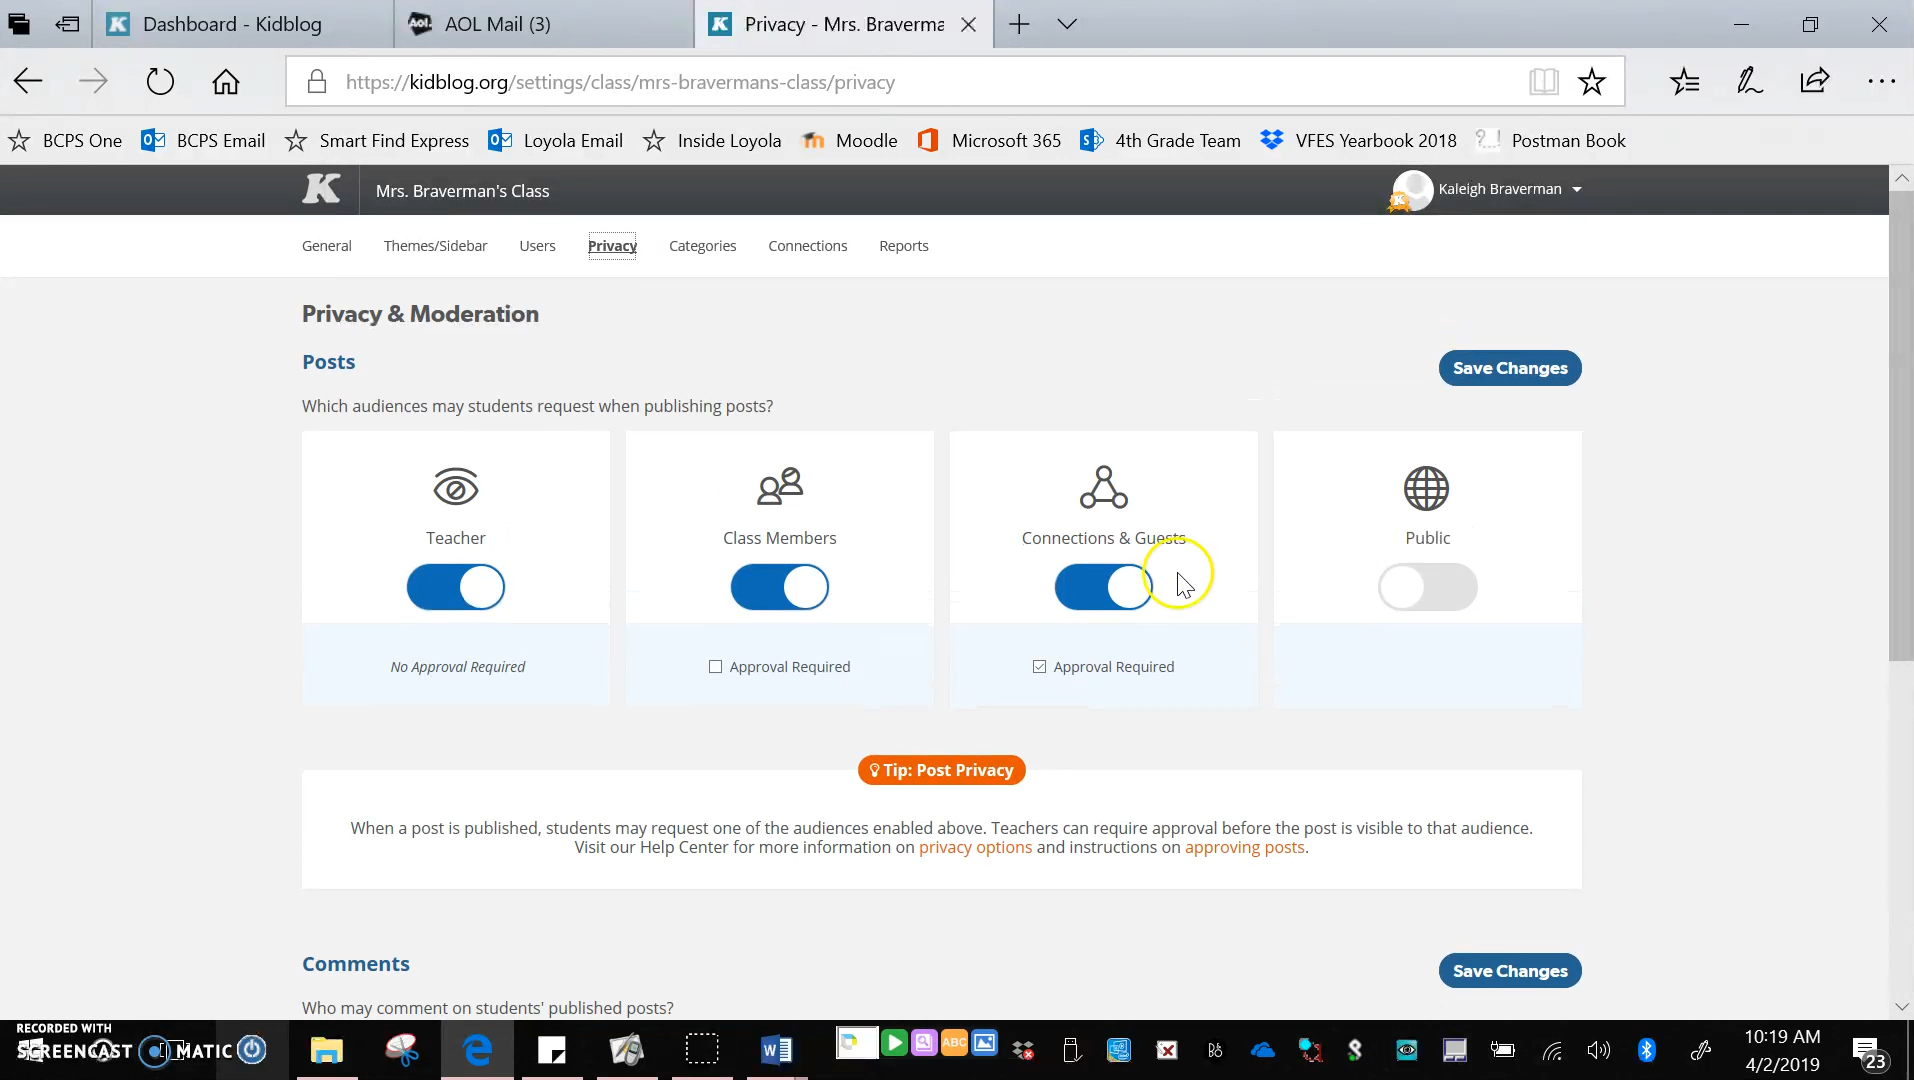 Dashboard - Kidblog
AOL Mail (3)
Privacy - Mrs. Braverma
https://kidblog.org/settings/class/mrs-bravermans-class/privacy
BCPS One
BCPS Email
Smart Find Express
Loyola Email
Inside Loyola
Moodle
Microsoft 365
4th Grade Team
VFES Yearbook 2018
Postman Book
K Mrs. Braverman's Class
Kaleigh Braverman
General Themes/Sidebar Users Privacy Categories Connections Reports
Privacy & Moderation
Posts
Save Changes
Which audiences may students request when publishing posts?
Teacher
Class Members
Connections & Guests
Public
No Approval Required
Approval Required
Approval Required
Tip: Post Privacy
When a post is published, students may request one of the audiences enabled above. Teachers can require approval before the post is visible to that audience.
Visit our Help Center for more information on privacy options and instructions on approving posts.
Comments
Save Changes
Who may comment on students' published posts?
RECORDED WITH
SCREENCAST MATIC
ABC
10:19 AM
4/2/2019
23